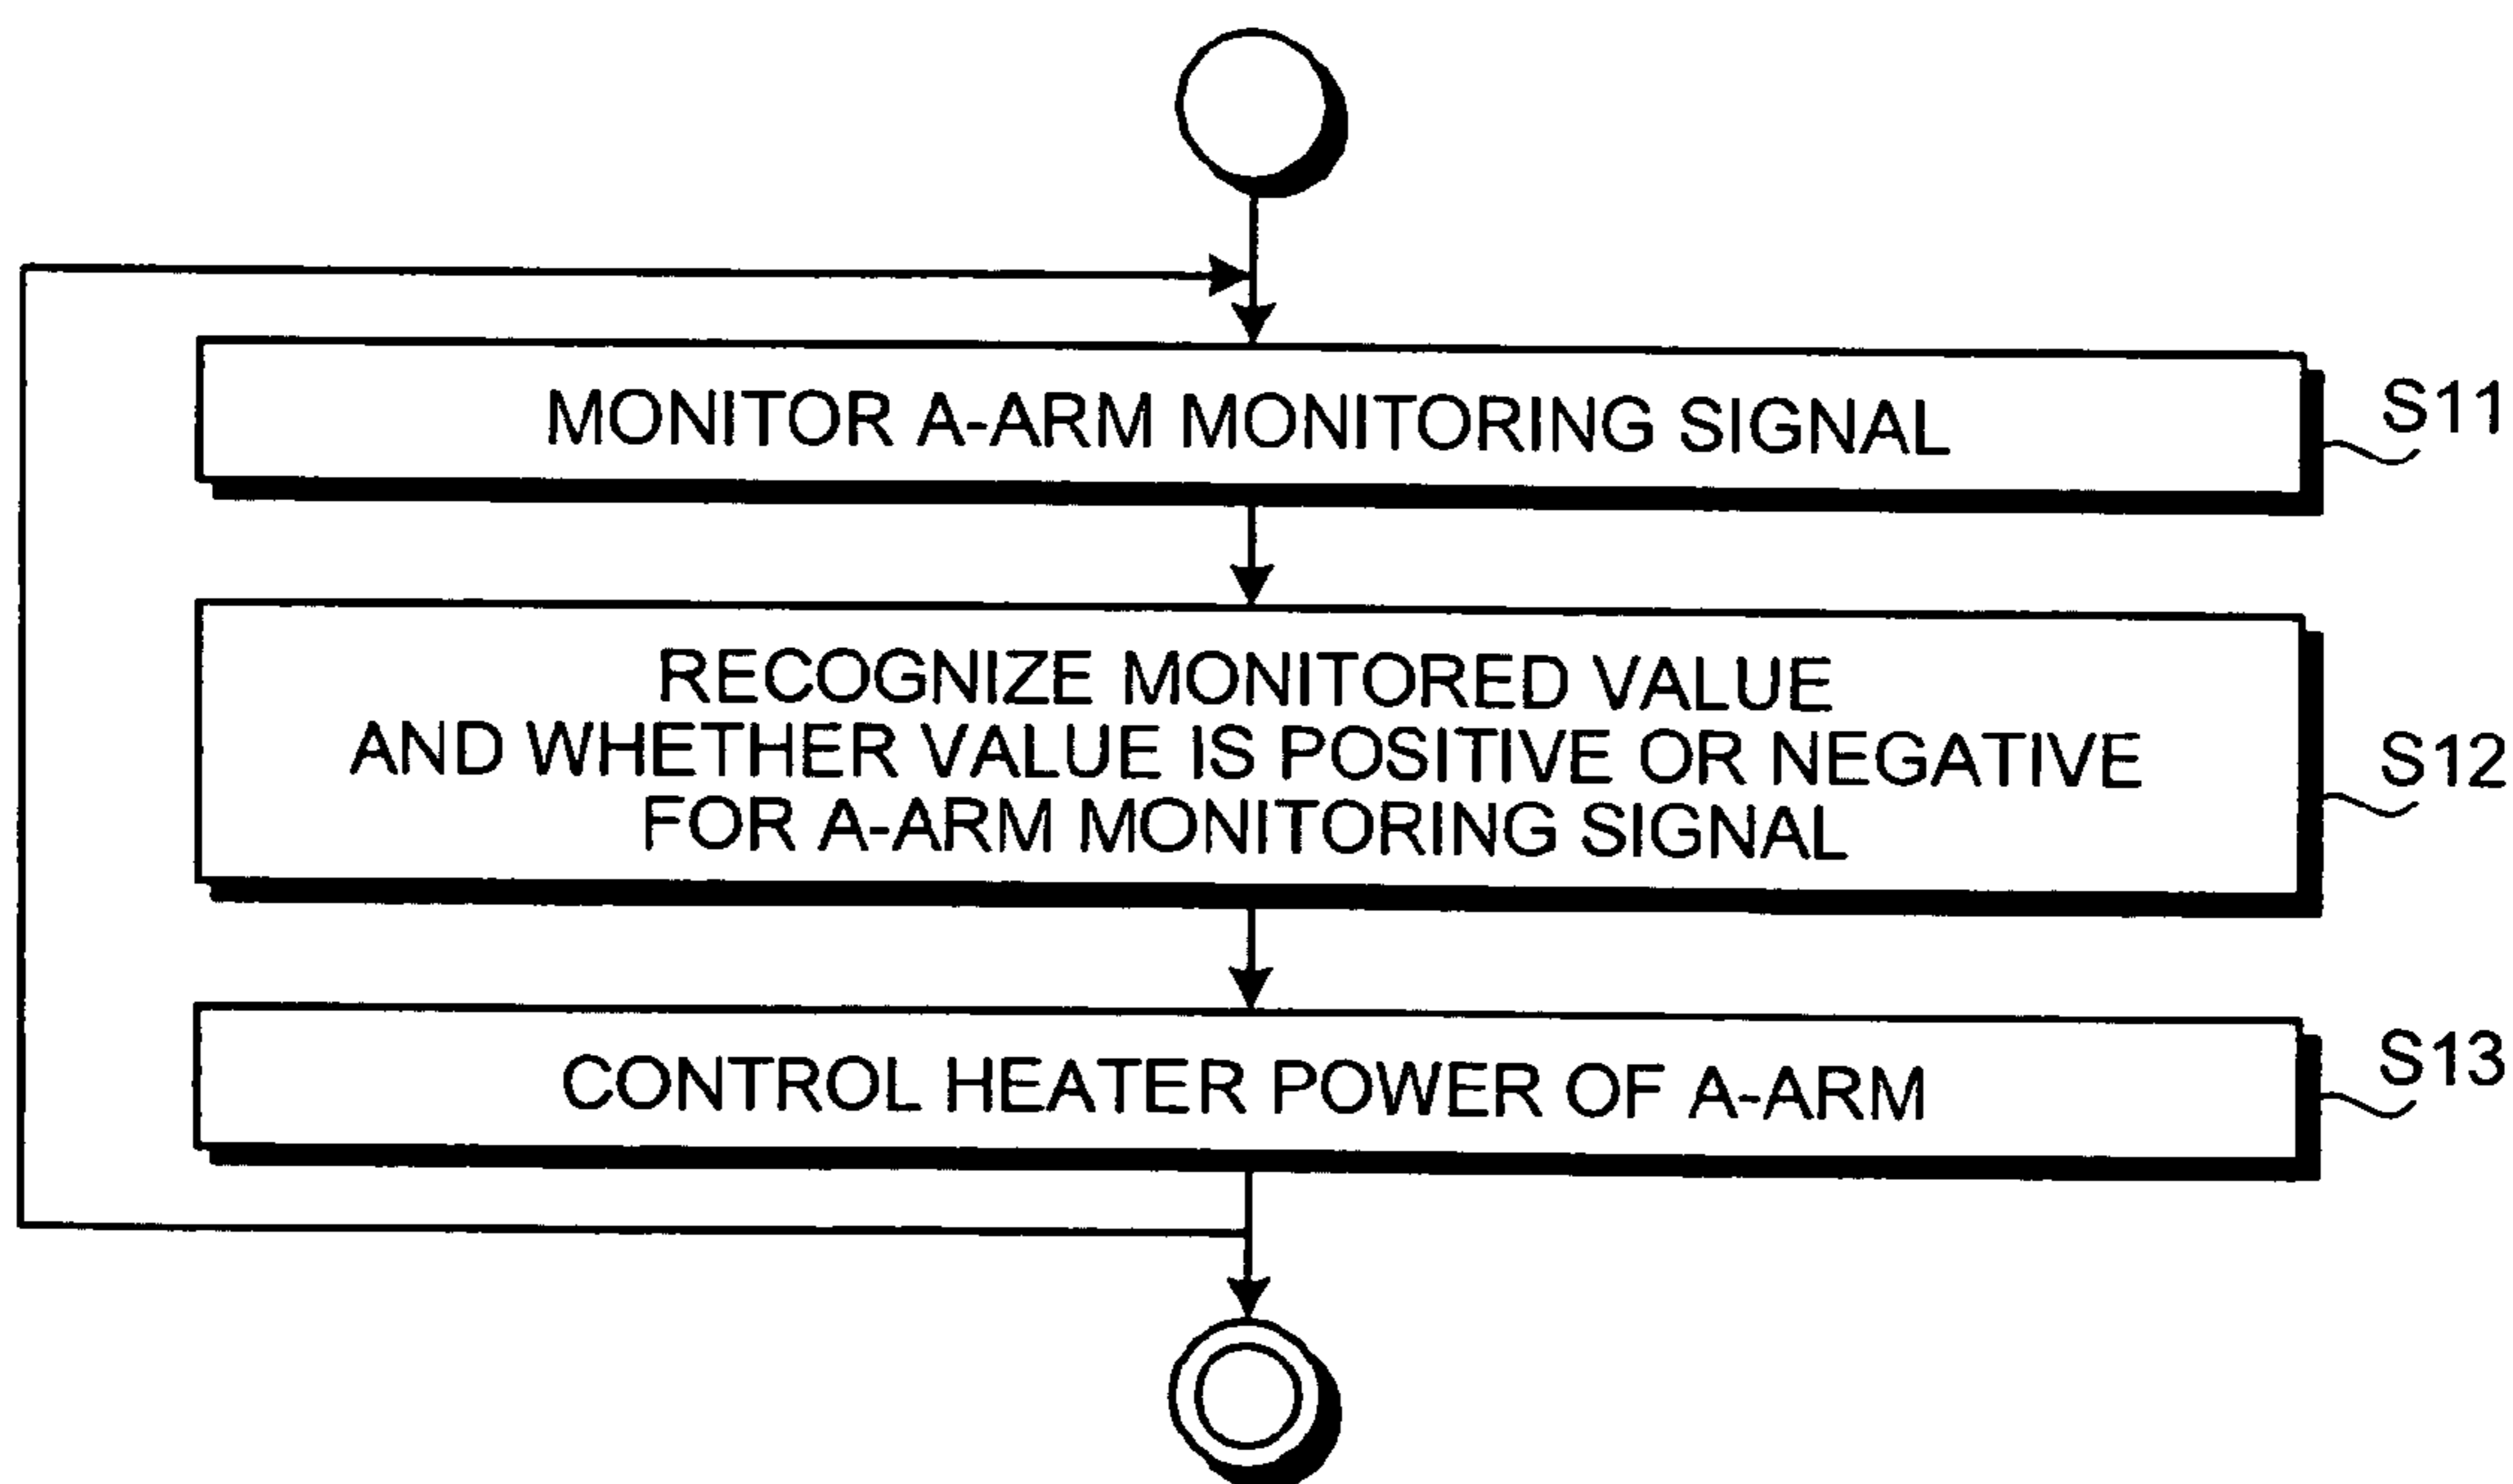 MONITOR A-ARM MONITORING SIGNAL
S11
RECOGNIZE MONITORED VALUE
AND WHETHER VALUE IS POSITIVE OR NEGATIVE
FOR A-ARM MONITORING SIGNAL
S12
CONTROL HEATER POWER OF A-ARM
S13